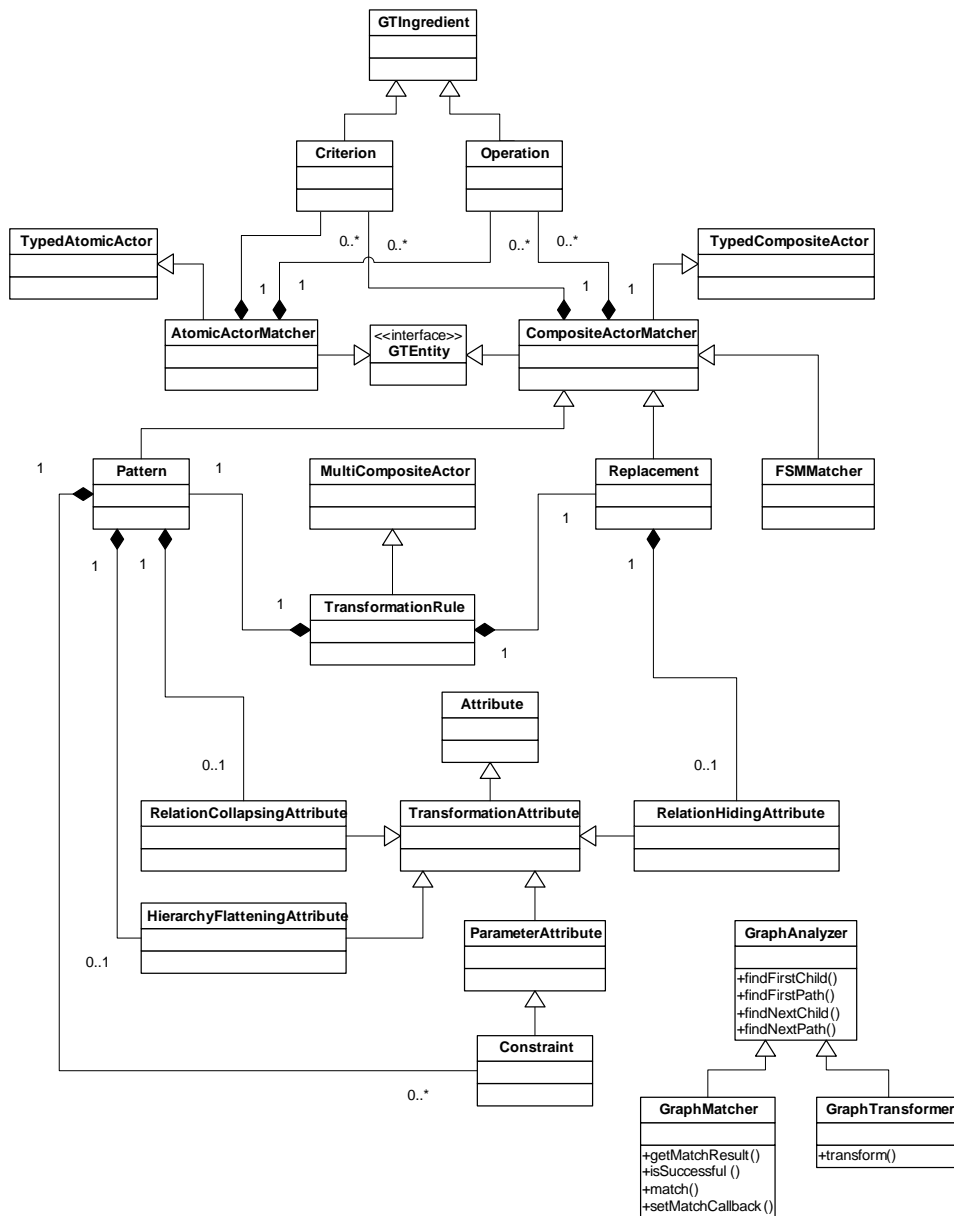 GTIngredient
Criterion
Operation
0..*
0..*
0..*
0..*
TypedAtomicActor
TypedCompositeActor
1
1
1
1
AtomicActorMatcher
<<interface>>
GTEntity
CompositeActorMatcher
1
Pattern
1
MultiCompositeActor
Replacement
FSMMatcher
1
1
1
1
1
TransformationRule
1
Attribute
0..1
0..1
RelationCollapsingAttribute
TransformationAttribute
RelationHidingAttribute
HierarchyFlatteningAttribute
ParameterAttribute
GraphAnalyzer
0..1
+findFirstChild()
+findFirstPath()
+findNextChild()
+findNextPath()
Constraint
0..*
GraphMatcher
GraphTransformer
+getMatchResult()
+isSuccessful ()
+match()
+setMatchCallback()
+transform()